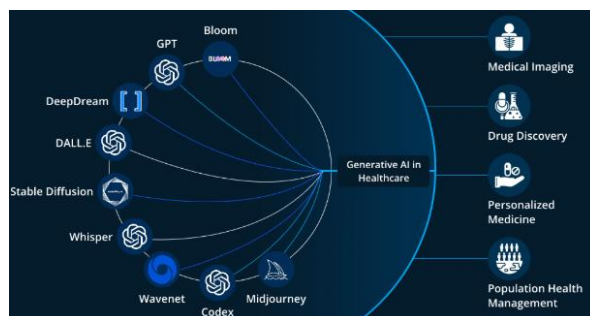 Bloom
GPT
DeepDream
DALL.E
Stable Diffusion
Whisper
Wavenet
Codex
Midjourney
Generative AI in
Healthcare
Medical Imaging
Drug Discovery
Personalized
Medicine
Population Health
Management